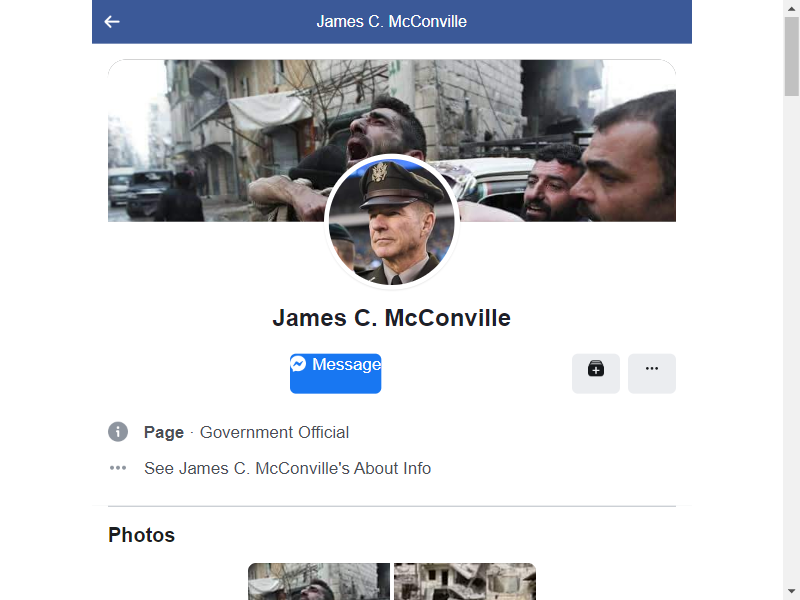 James C. McConville
James C. McConville
Message
Page · Government Official
See James C. McConville's About Info
Photos